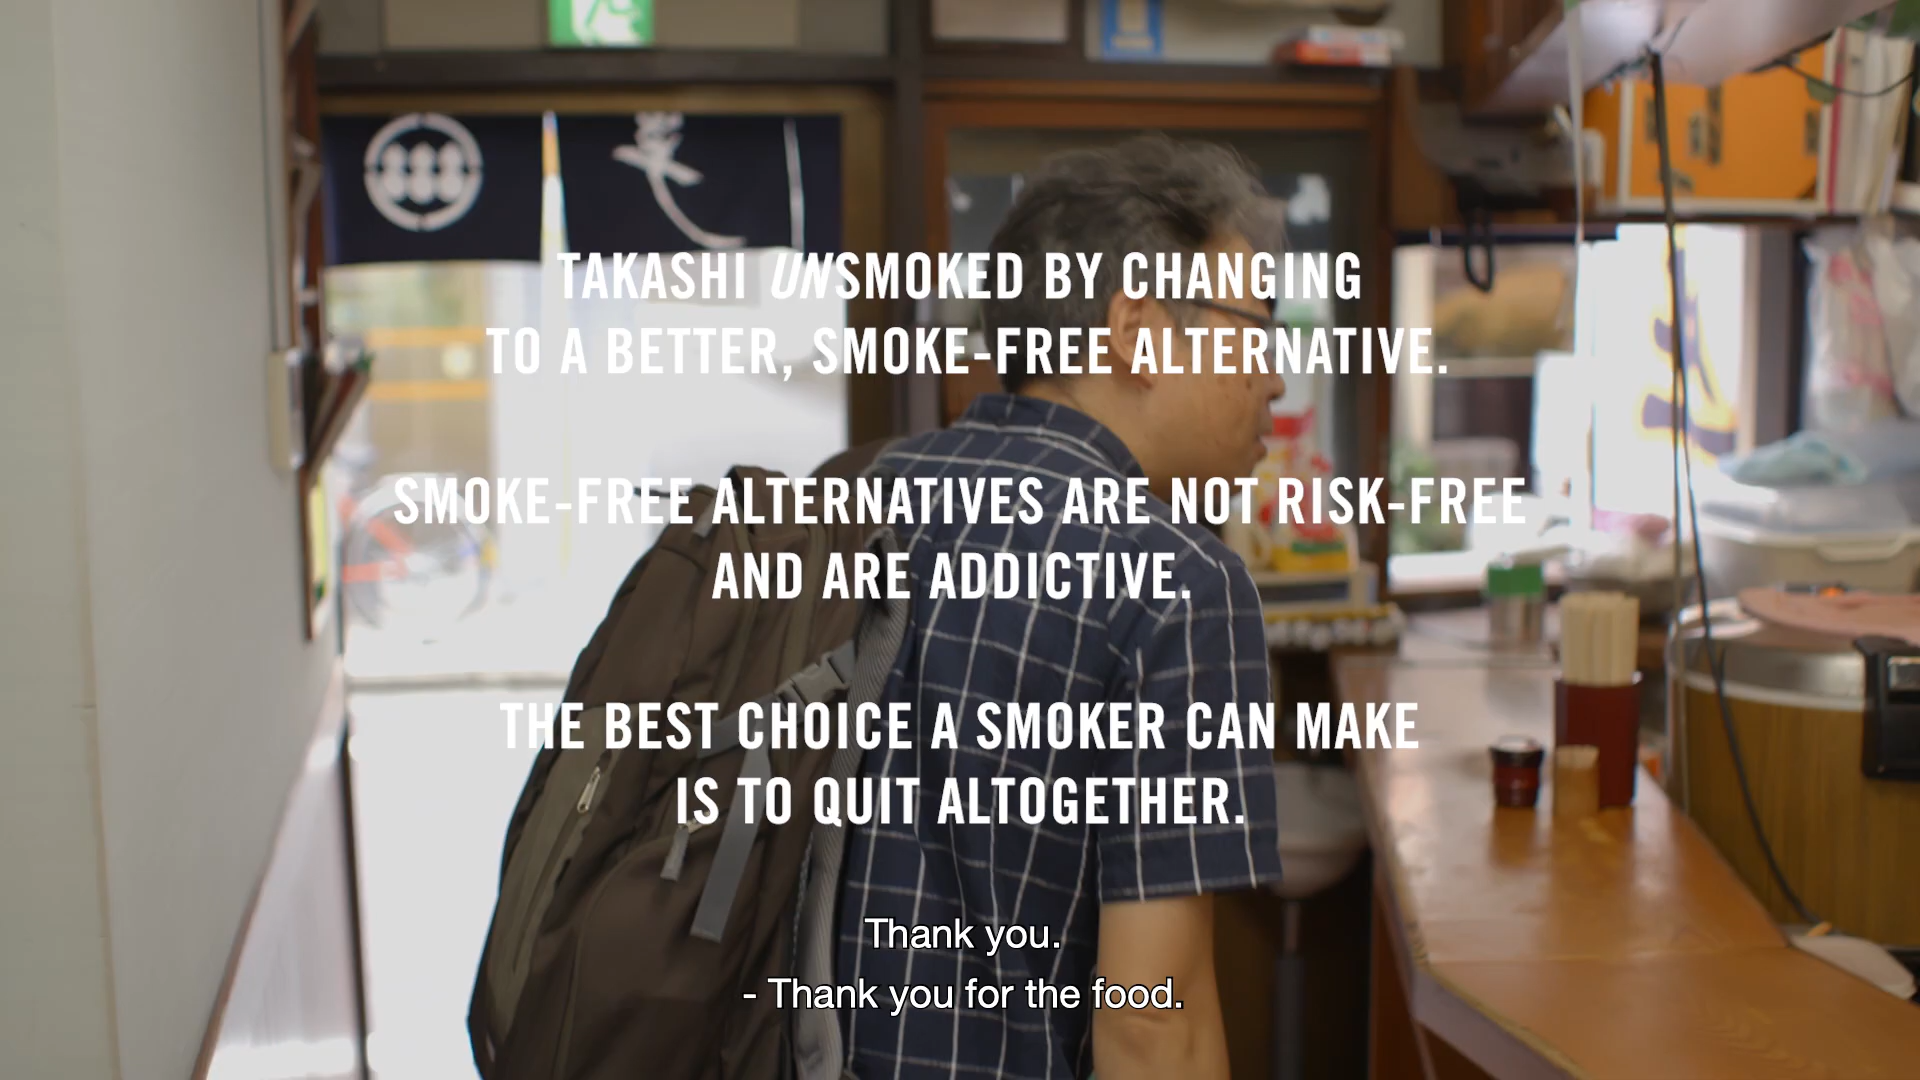 TAKASHI UNSMOKED BY CHANGING
TO A BETTER, SMOKE-FREE ALTERNATIVE.
SMOKE-FREE ALTERNATIVES ARE NOT RISK-FREE
AND ARE ADDICTIVE.
THE BEST CHOICE A SMOKER CAN MAKE
IS TO QUIT ALTOGETHER.
Thank you.
- Thank you for the food.